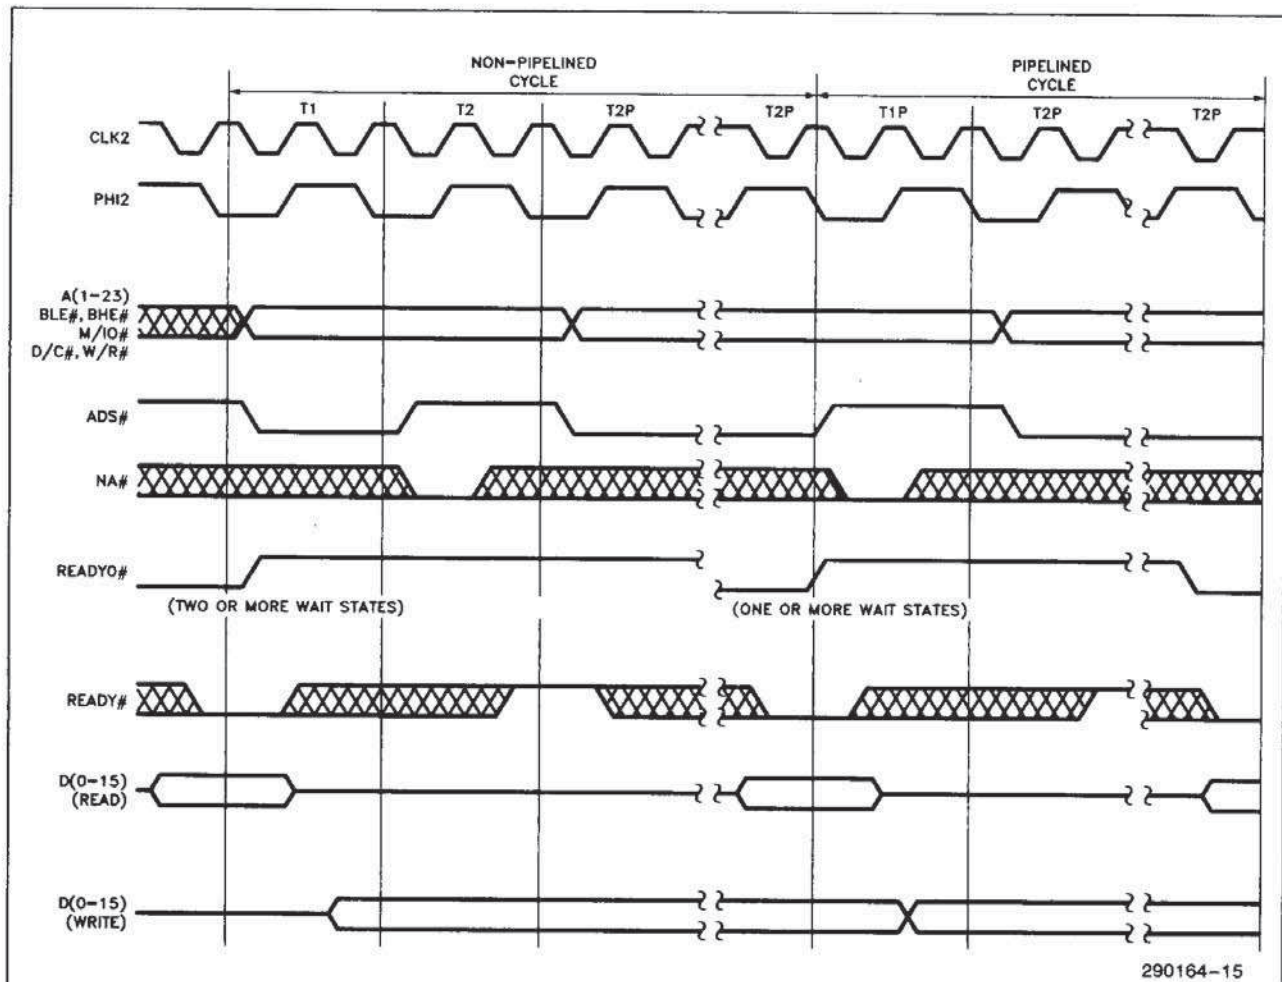 NON-PIPELINED
CYCLE
PIPELINED
CYCLE
T1 T2 T2P T2P T1P T2P T2P
CLK2
PHI2
A(1-23)
BLE#, BHE#
M/IO#
D/C#, W/R#
ADS#
NA#
READYO#
(TWO OR MORE WAIT STATES) (ONE OR MORE WAIT STATES)
READY#
D(0-15)
(READ)
D(0-15)
(WRITE)
290164-15